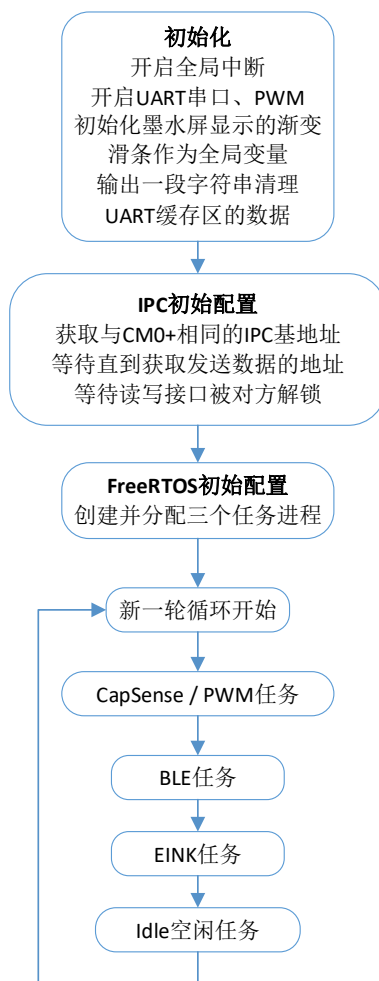 初始化
开启全局中断
开启UART串口、PWM
初始化墨水屏显示的渐变
滑条作为全局变量
输出一段字符串清理
UART缓存区的数据
IPC初始配置
获取与CM0+相同的IPC基地址
等待直到获取发送数据的地址
等待读写接口被对方解锁
FreeRTOS初始配置
创建并分配三个任务进程
新一轮循环开始
CapSense / PWM任务
BLE任务
EINK任务
Idle空闲任务